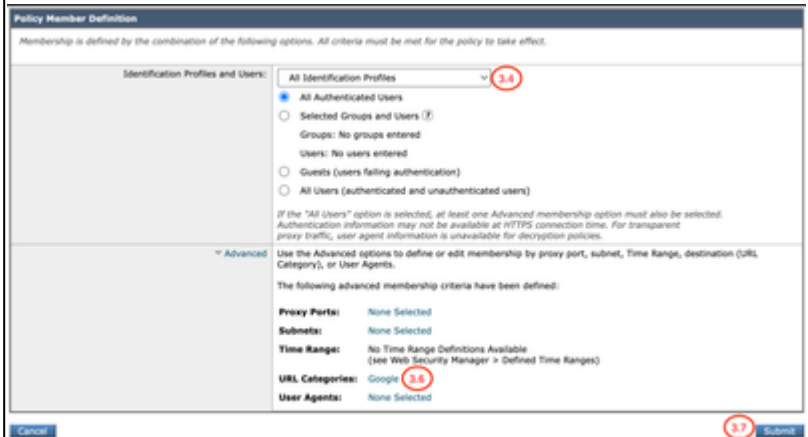 Policy Member Definition
Membership is defined by the combination of the following options. All criteria must be met for the policy to take effect.
Identification Profiles and Users:
All Identification Profiles
3.4
All Authenticated Users
Selected Groups and Users ?
Groups: No groups entered
Users: No users entered
Guests (users failing authentication)
All Users (authenticated and unauthenticated users)
If the "All Users" option is selected, at least one Advanced membership option must also be selected.
Authentication information may not be available at HTTPS connection time. For transparent
proxy traffic, user agent information is unavailable for decryption policies.
Advanced
Use the Advanced options to define or edit membership by proxy port, subnet, Time Range, destination (URL
Category), or User Agents.
The following advanced membership criteria have been defined:
Proxy Ports: None Selected
Subnets: None Selected
Time Range: No Time Range Definitions Available
(see Web Security Manager > Defined Time Ranges)
URL Categories: Google 3.6
User Agents: None Selected
Cancel
3.7 Submit